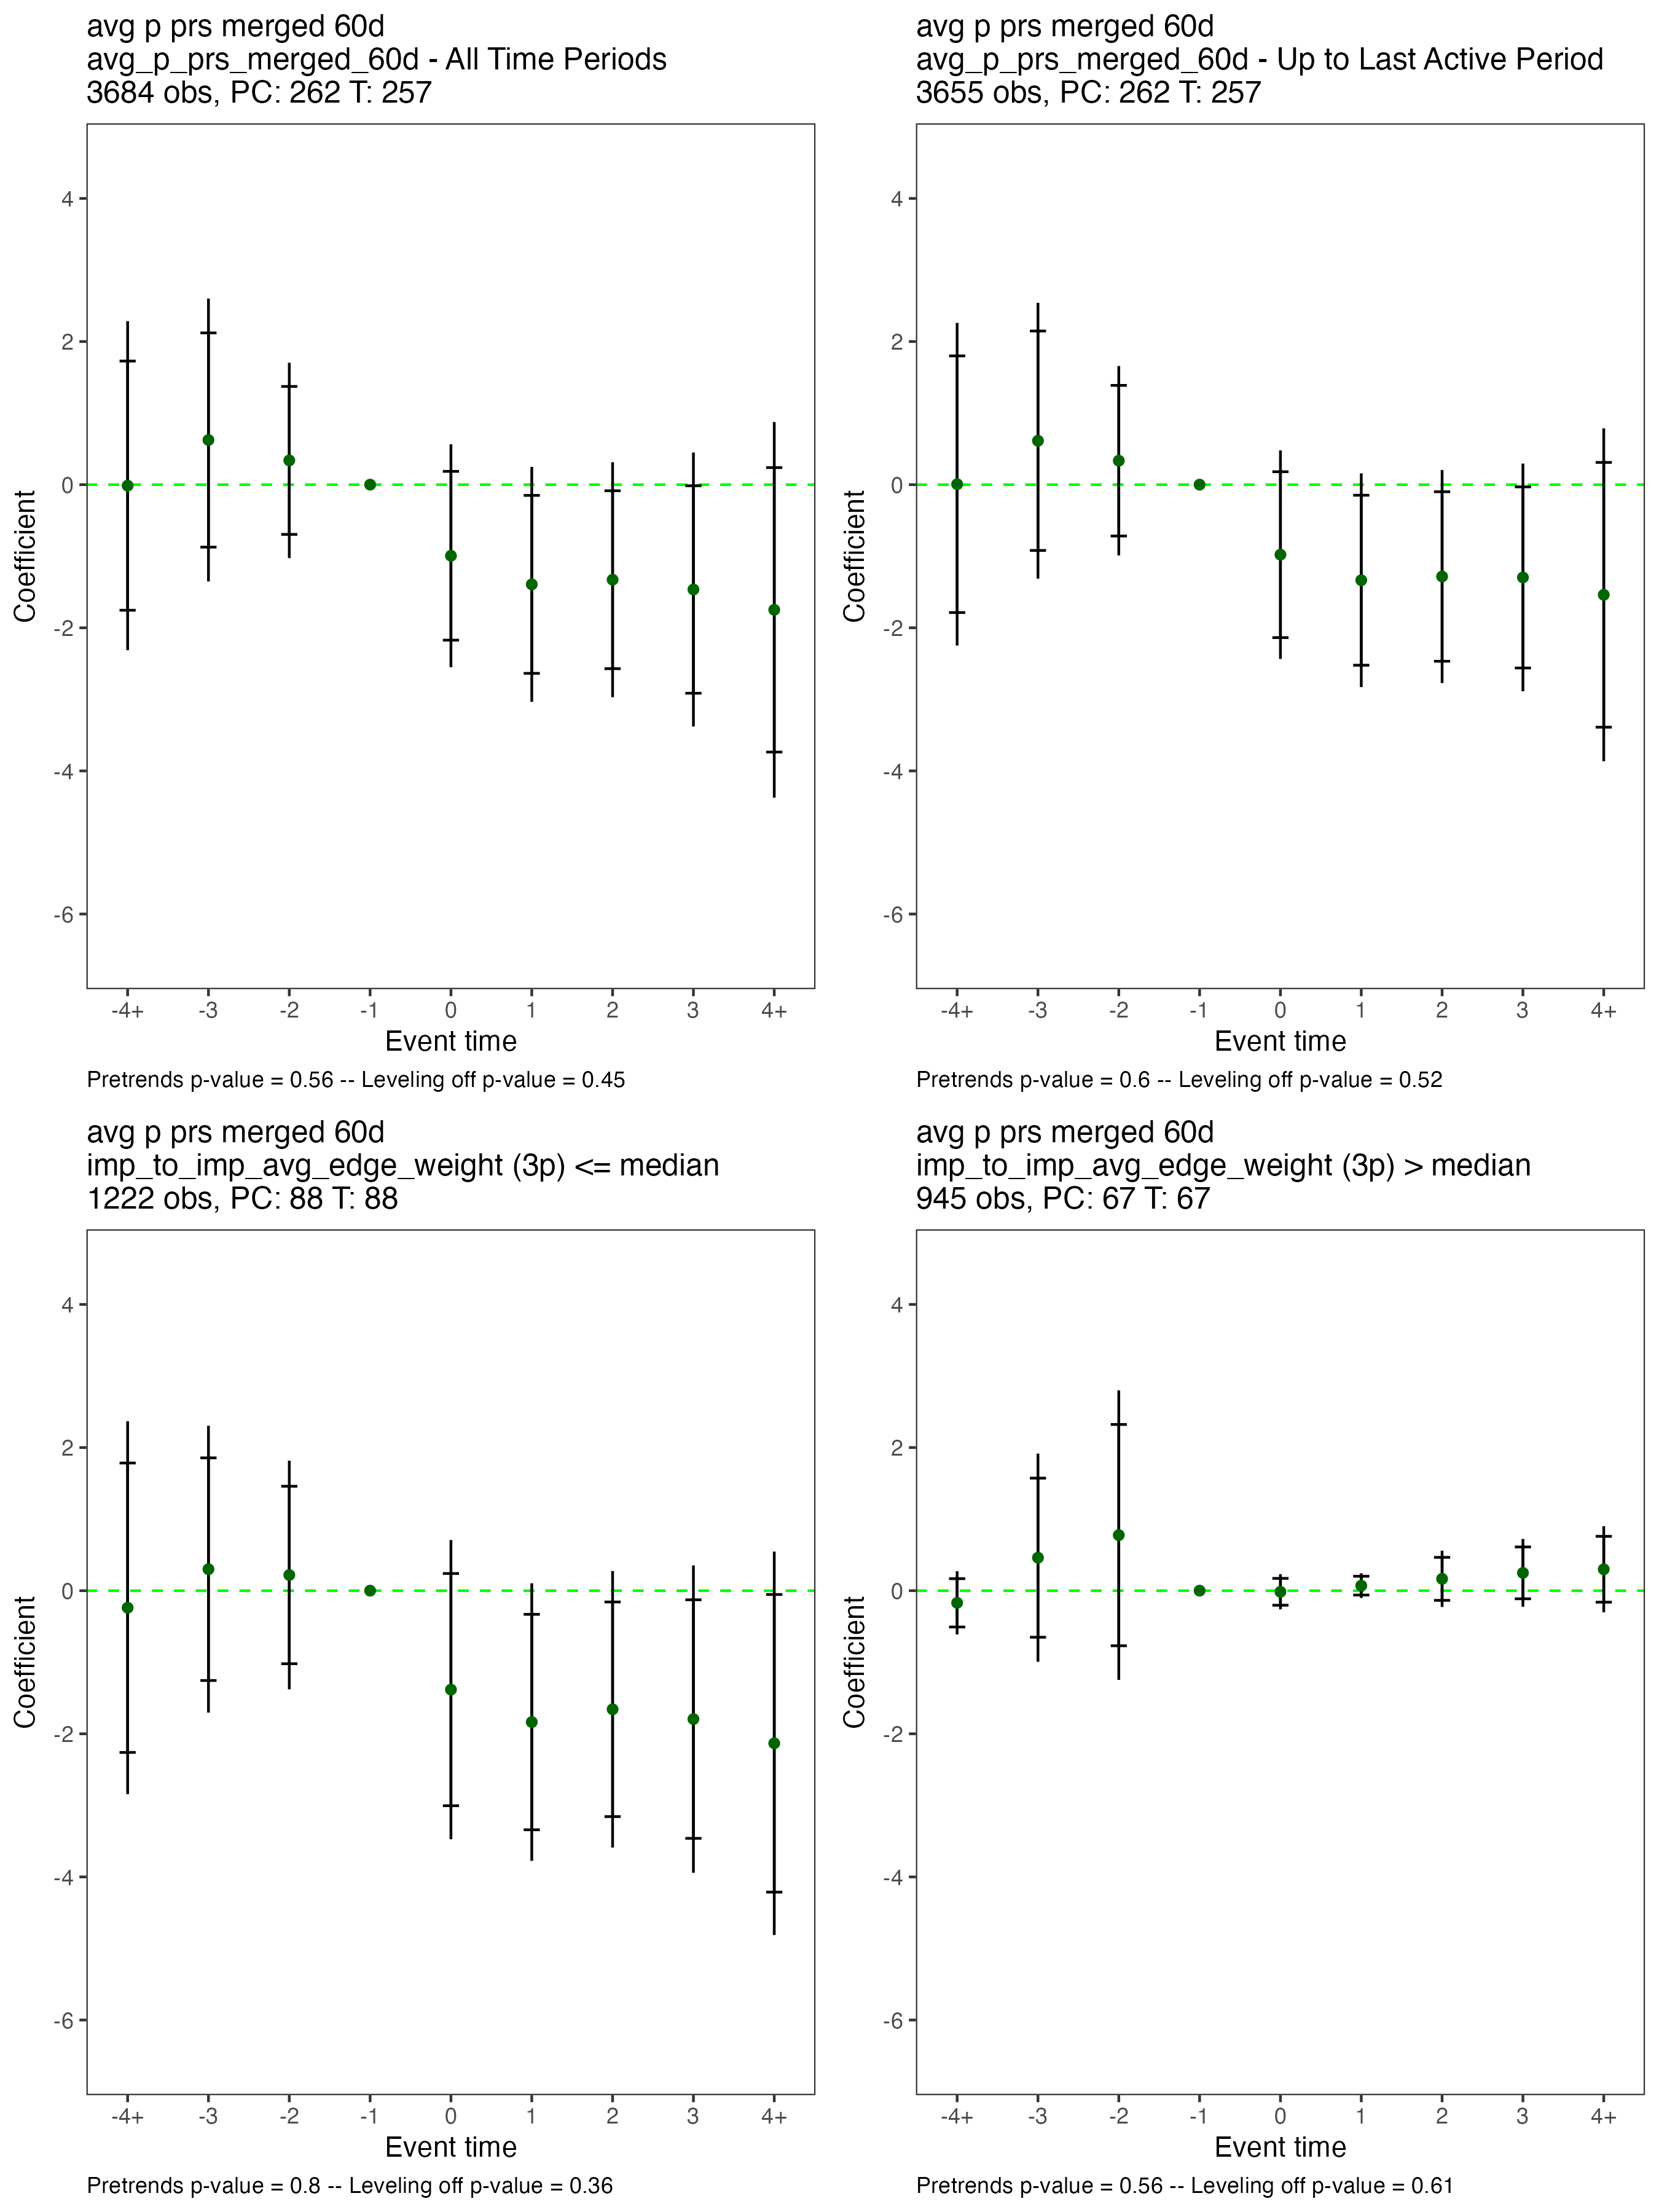 avg p prs merged 60d
avg_p_prs_merged_60d - All Time Periods
3684 obs, PC: 262 T: 257
4
2
0
-2
-4
-6
Coefficient
-4+ -3 -2 -1 0 1 2 3 4+
Event time
Pretrends p-value = 0.56 -- Leveling off p-value = 0.45
avg p prs merged 60d
avg_p_prs_merged_60d - Up to Last Active Period
3655 obs, PC: 262 T: 257
4
2
0
-2
-4
-6
Coefficient
-4+ -3 -2 -1 0 1 2 3 4+
Event time
Pretrends p-value = 0.6 -- Leveling off p-value = 0.52
avg p prs merged 60d
imp_to_imp_avg_edge_weight (3p) <= median
1222 obs, PC: 88 T: 88
4
2
0
-2
-4
-6
Coefficient
-4+ -3 -2 -1 0 1 2 3 4+
Event time
Pretrends p-value = 0.8 -- Leveling off p-value = 0.36
avg p prs merged 60d
imp_to_imp_avg_edge_weight (3p) > median
945 obs, PC: 67 T: 67
4
2
0
-2
-4
-6
Coefficient
-4+ -3 -2 -1 0 1 2 3 4+
Event time
Pretrends p-value = 0.56 -- Leveling off p-value = 0.61